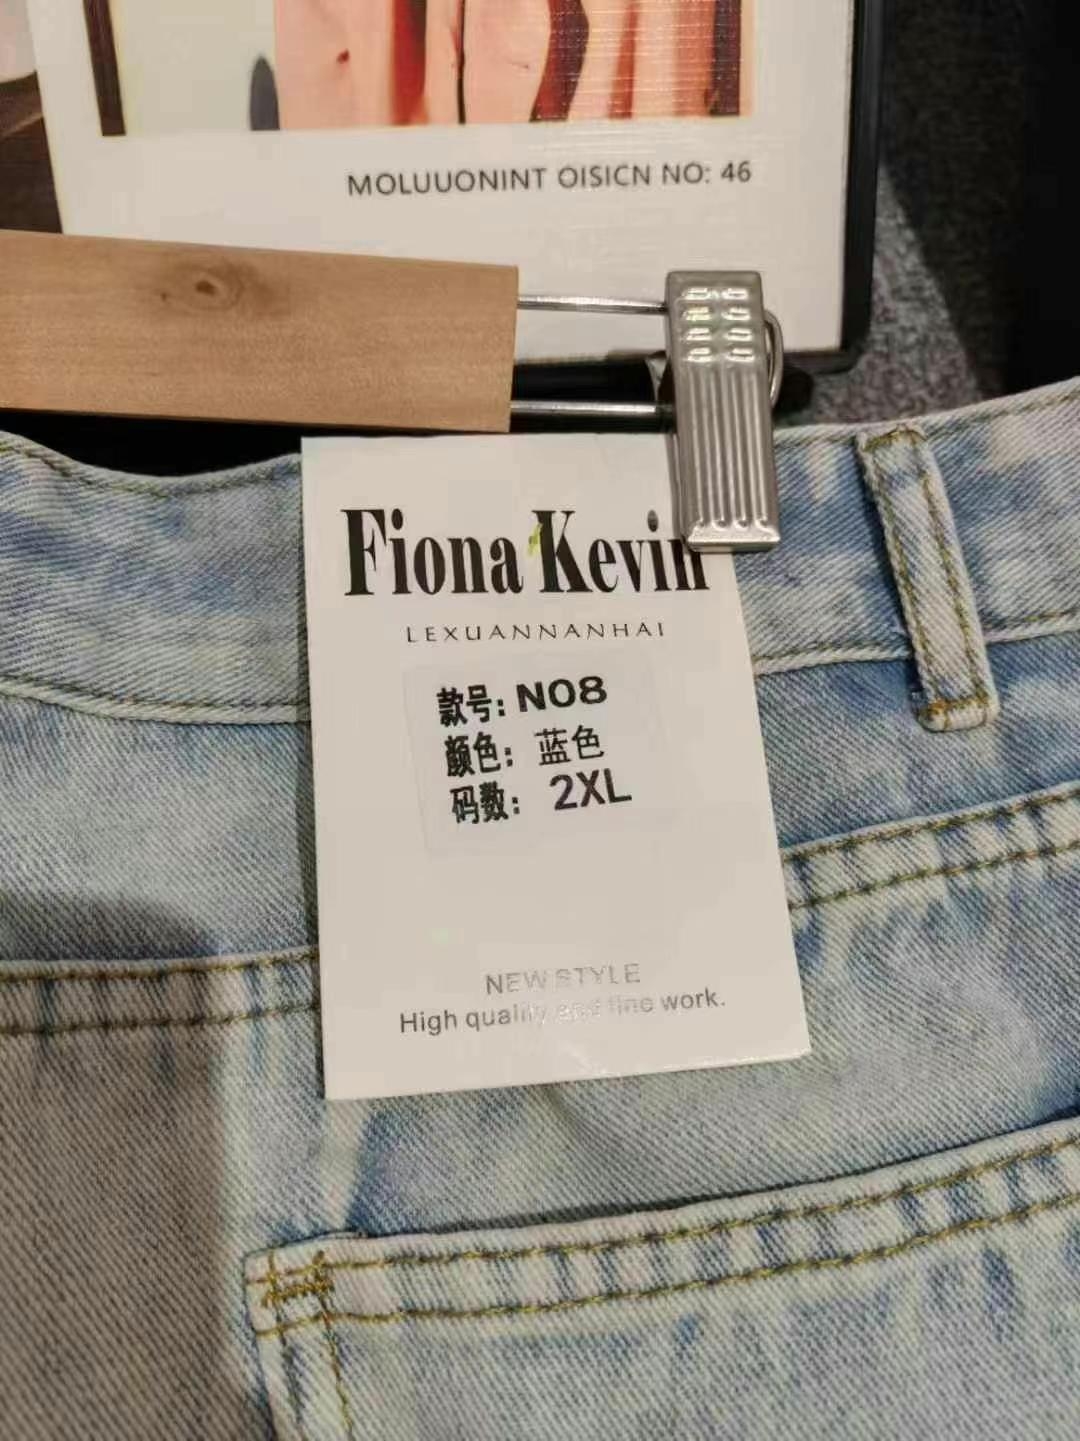 MOLUUONINT OISICN NO: 46
Fiona Kevin
LEXUANNANHAI
款号: N08
颜色: 蓝色
码数: 2XL
NEW STYLE
High quality and fine work.